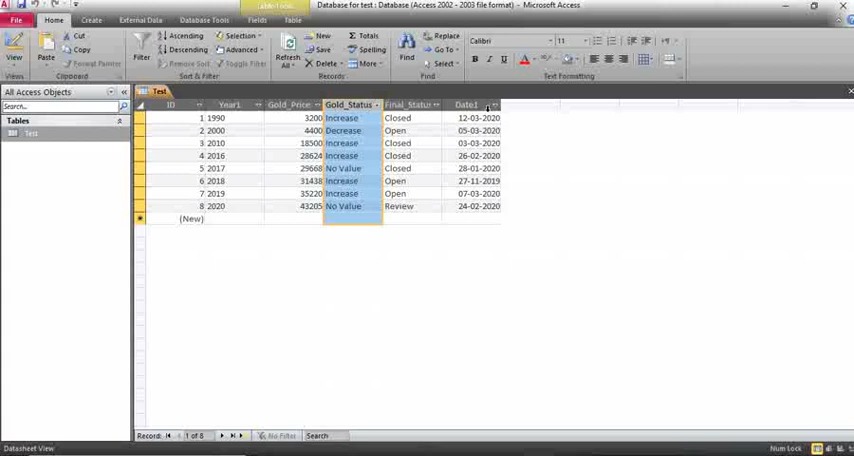 Table Tools
Database for test : Database (Access 2002 - 2003 file format) - Microsoft Access
File Home Create External Data Database Tools Fields Table
View
Paste
Cut
Copy
Format Painter
Filter
Ascending
Descending
Remove Sort
Selection
Advanced
Toggle Filter
Refresh All
New
Save
Delete
Totals
Spelling
More
Find
Replace
Go To
Select
Calibri 11
B I U A
Views Clipboard Sort & Filter Records Find Text Formatting
All Access Objects
Search...
Tables
Test
Test
ID Year1 Gold_Price Gold_Status Final_Status Date1
1 1990 3200 Increase Closed 12-03-2020
2 2000 4400 Decrease Open 05-03-2020
3 2010 18500 Increase Closed 03-03-2020
4 2016 28624 Increase Closed 26-02-2020
5 2017 29668 No Value Closed 28-01-2020
6 2018 31438 Increase Open 27-11-2019
7 2019 35220 Increase Open 07-03-2020
8 2020 43205 No Value Review 24-02-2020
(New)
Record: 1 of 8 No Filter Search
Datasheet View Num Lock